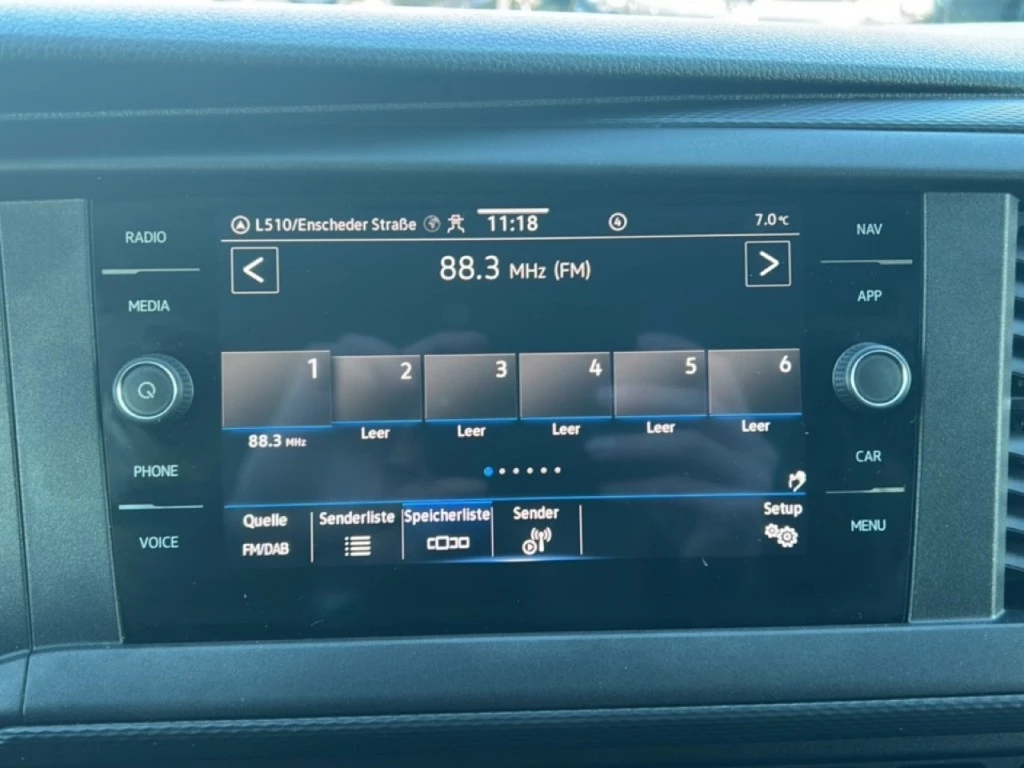 L510/Enscheder Straße 11:18 4 7.0°C
RADIO
NAV
< 88.3 MHz (FM) >
MEDIA
APP
1 2 3 4 5 6
88.3 MHz Leer Leer Leer Leer Leer
PHONE
CAR
Quelle Senderliste Speicherliste Sender Setup
FM/DAB
VOICE
MENU